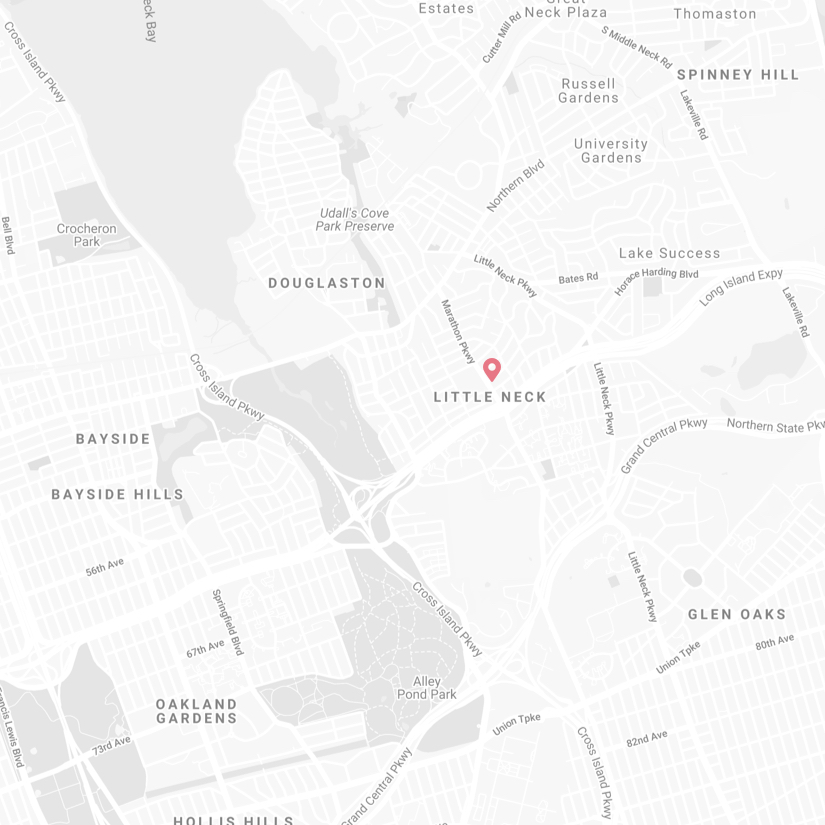 Estates
Neck Plaza
Thomaston
Cutter Mill Rd
S Middle Neck Rd
SPINNEY HILL
Cross Island Pkwy
Russell
Gardens
Lakeville Rd
University
Gardens
Northern Blvd
Bell Blvd
Crocheron
Park
Udall's Cove
Park Preserve
Little Neck Pkwy
Lake Success
Bates Rd
Horace Harding Blvd
Long Island Expy
DOUGLASTON
Marathon Pkwy
Lakeville Rd
LITTLE NECK
Cross Island Pkwy
Little Neck Pkwy
Grand Central Pkwy
Northern State Pkw
BAYSIDE
BAYSIDE HILLS
56th Ave
Springfield Blvd
67th Ave
Cross Island Pkwy
Little Neck Pkwy
GLEN OAKS
Union Tpke
80th Ave
Alley
Pond Park
OAKLAND
GARDENS
Union Tpke
82nd Ave
73rd Ave
Cross Island Pkwy
Grand Central Pkwy
rancis Lewis Blvd
HOLLIS HILLS